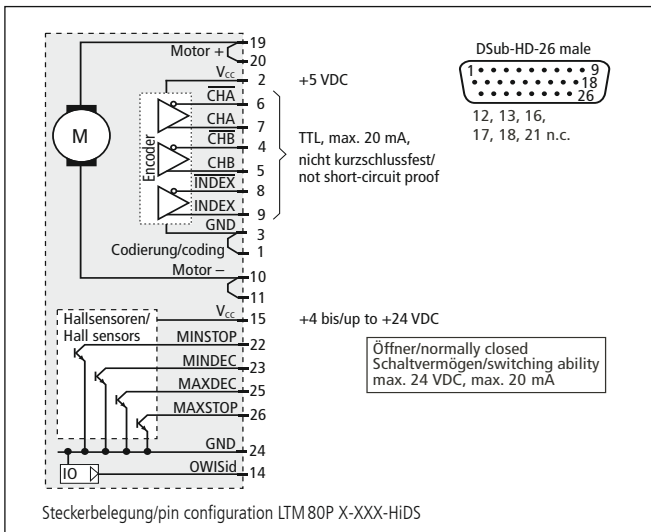 Motor +
19
20
V_CC
2
+5 VDC
CHA
6
CHA
7
CHB
4
CHB
5
INDEX
8
INDEX
9
GND
3
Codierung/coding
1
Motor –
10
11
M
Encoder
TTL, max. 20 mA,
nicht kurzschlussfest/
not short-circuit proof
DSub-HD-26 male
1
9
18
26
12, 13, 16,
17, 18, 21 n.c.
V_CC
15
+4 bis/up to +24 VDC
Hallsensoren/
Hall sensors
MINSTOP
22
MINDEC
23
MAXDEC
25
MAXSTOP
26
GND
24
OWISid
14
IO
Öffner/normally closed
Schaltvermögen/switching ability
max. 24 VDC, max. 20 mA
Steckerbelegung/pin configuration LTM 80P X-XXX-HiDS